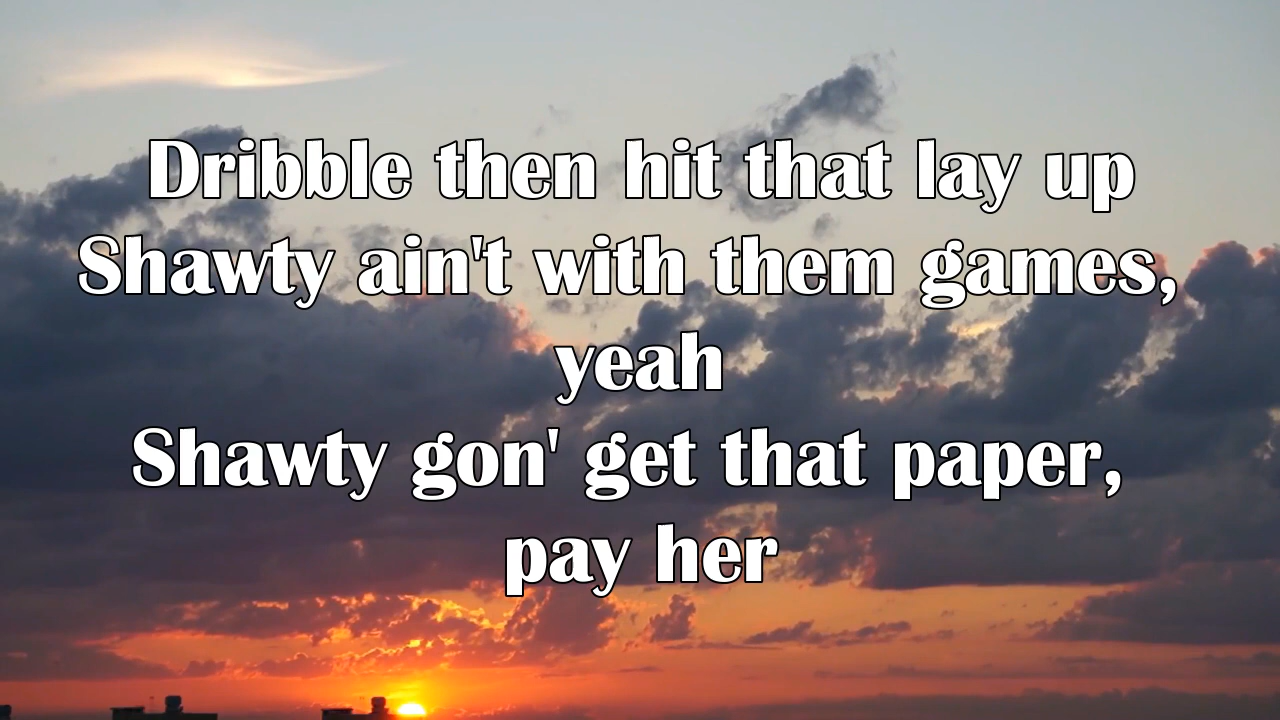 Dribble then hit that lay up
Shawty ain't with them games,
yeah
Shawty gon' get that paper,
pay her